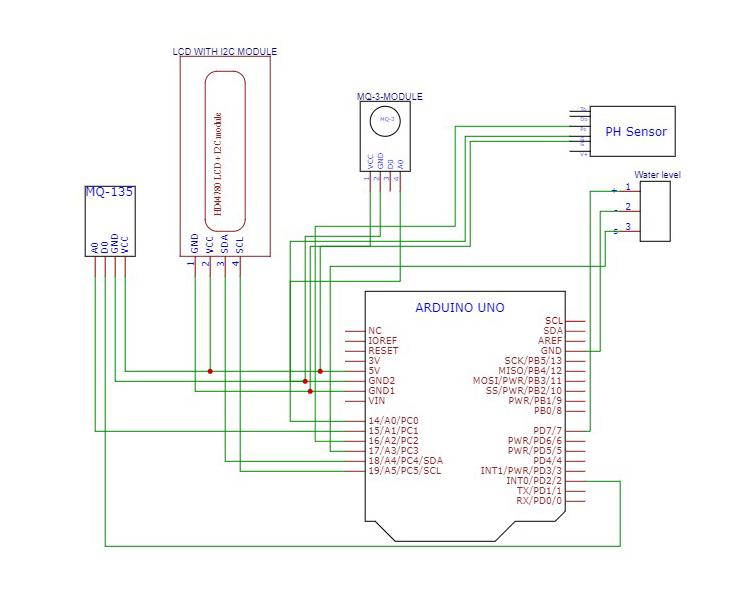 LCD WITH I2C MODULE
HD44780 LCD + I2C module
GND
VCC
SDA
SCL
1
2
3
4
MQ-3-MODULE
MQ-3
VCC
GND
D0
A0
1
2
3
4
PH Sensor
To
Do
Po
V+
Water level
+ 1
- 2
s 3
MQ-135
A0
D0
GND
VCC
ARDUINO UNO
NC
IOREF
RESET
3V
5V
GND2
GND1
VIN
14/A0/PC0
15/A1/PC1
16/A2/PC2
17/A3/PC3
18/A4/PC4/SDA
19/A5/PC5/SCL
SCL
SDA
AREF
GND
SCK/PB5/13
MISO/PB4/12
MOSI/PWR/PB3/11
SS/PWR/PB2/10
PWR/PB1/9
PB0/8
PD7/7
PWR/PD6/6
PWR/PD5/5
PD4/4
INT1/PWR/PD3/3
INT0/PD2/2
TX/PD1/1
RX/PD0/0